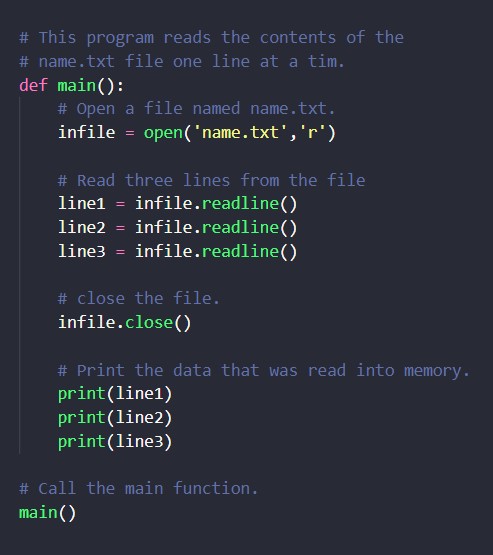 # This program reads the contents of the
# name.txt file one line at a tim.
def main():
    # Open a file named name.txt.
    infile = open('name.txt','r')

    # Read three lines from the file
    line1 = infile.readline()
    line2 = infile.readline()
    line3 = infile.readline()

    # close the file.
    infile.close()

    # Print the data that was read into memory.
    print(line1)
    print(line2)
    print(line3)

# Call the main function.
main()